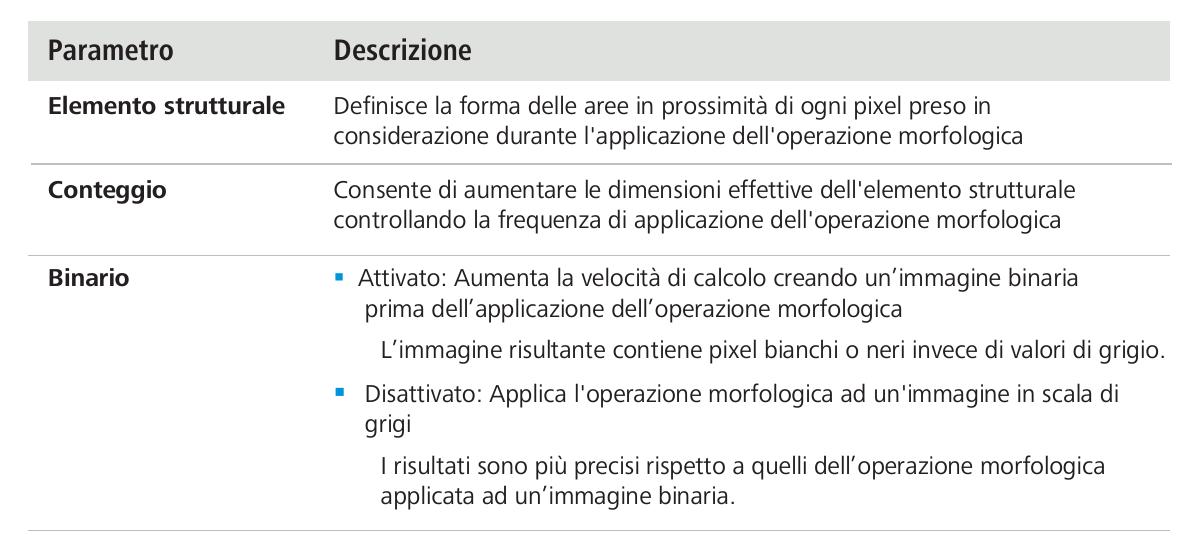 Parametro Descrizione
Elemento strutturale Definisce la forma delle aree in prossimità di ogni pixel preso in
considerazione durante l'applicazione dell'operazione morfologica
Conteggio Consente di aumentare le dimensioni effettive dell'elemento strutturale
controllando la frequenza di applicazione dell'operazione morfologica
Binario ▪ Attivato: Aumenta la velocità di calcolo creando un’immagine binaria
prima dell’applicazione dell’operazione morfologica
L’immagine risultante contiene pixel bianchi o neri invece di valori di grigio.
▪ Disattivato: Applica l'operazione morfologica ad un'immagine in scala di
grigi
I risultati sono più precisi rispetto a quelli dell’operazione morfologica
applicata ad un’immagine binaria.